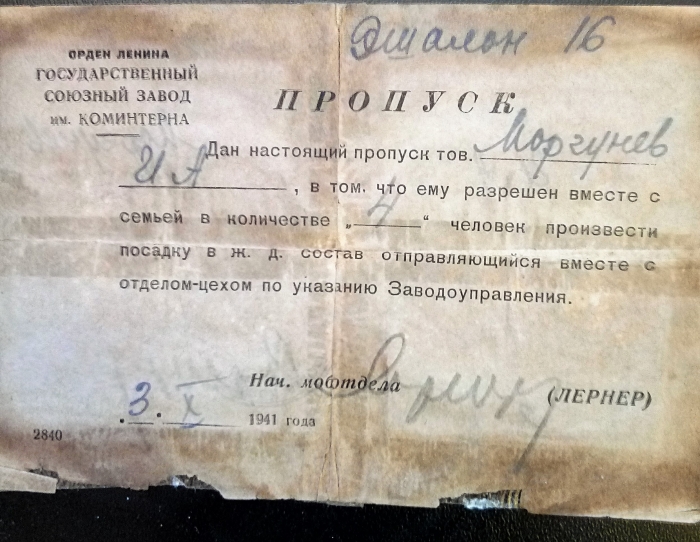 Эшалон 16
ОРДЕН ЛЕНИНА
ГОСУДАРСТВЕННЫЙ
СОЮЗНЫЙ ЗАВОД
им. КОМИНТЕРНА
ПРОПУСК
Дан настоящий пропуск тов. Моргунев
И А, в том, что ему разрешен вместе с
семьей в количестве „4“ человек произвести
посадку в ж. д. состав отправляющийся вместе с
отделом-цехом по указанию Заводоуправления.
Нач. мобтдела (ЛЕРНЕР)
3. X 1941 года
2840